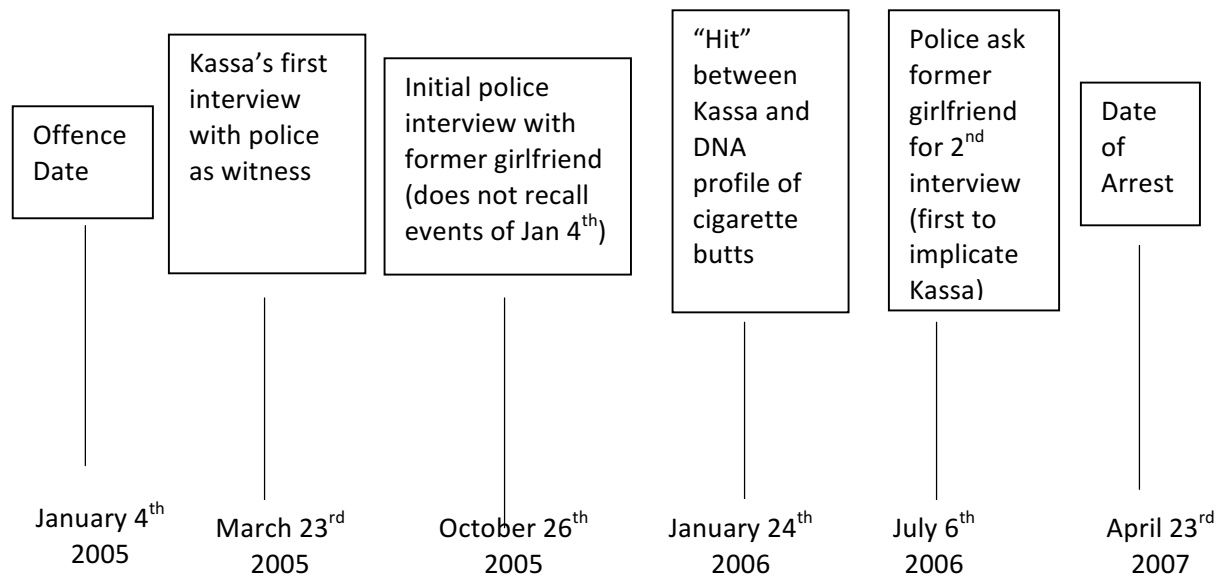 Offence
Date
Kassa’s first
interview
with police
as witness
Initial police
interview with
former girlfriend
(does not recall
events of Jan 4th)
“Hit”
between
Kassa and
DNA
profile of
cigarette
butts
Police ask
former
girlfriend
for 2nd
interview
(first to
implicate
Kassa)
Date
of
Arrest
January 4th
2005
March 23rd
2005
October 26th
2005
January 24th
2006
July 6th
2006
April 23rd
2007